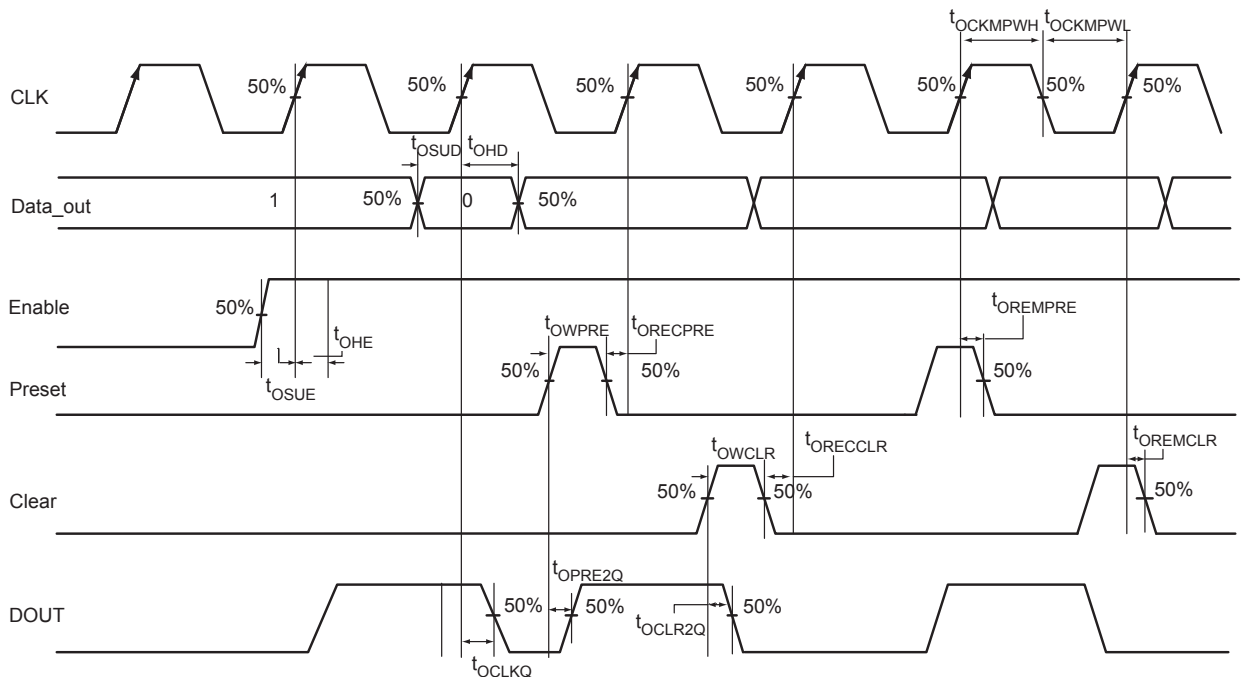 tOCKMPWH tOCKMPWL
CLK
50% 50% 50% 50% 50% 50% 50%
tOSUD tOHD
Data_out
1 50% 0 50%
Enable
50%
tOHE
tOSUE
tOWPRE tORECPRE tOREMPRE
Preset
50% 50% 50%
tOWCLR tORECCLR tOREMCLR
Clear
50% 50% 50%
DOUT
tOPRE2Q
50% 50% 50%
tOCLR2Q
tOCLKQ